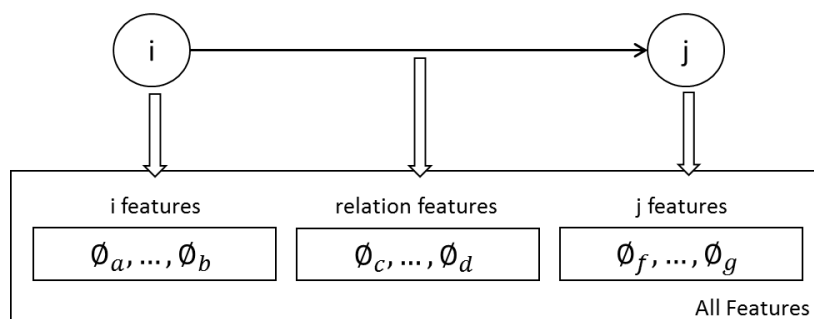 i j
i features relation features j features
∅a, …, ∅b ∅c, …, ∅d ∅f, …, ∅g
All Features